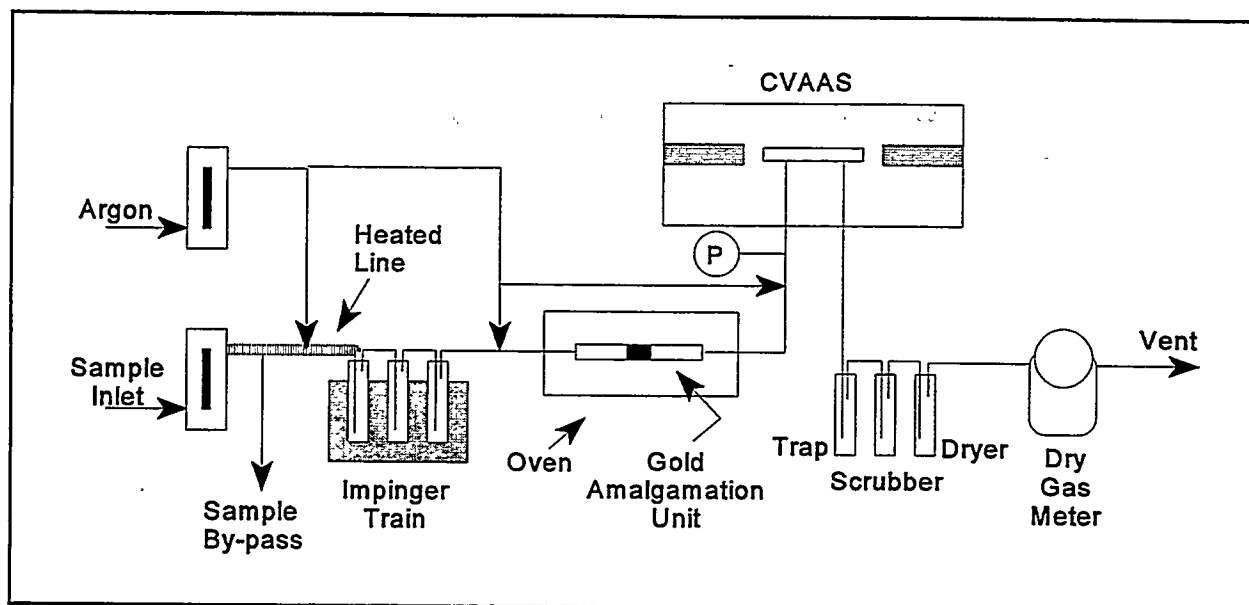 CVAAS
Argon
Heated
Line
P
Sample
Inlet
Vent
Oven
Gold
Amalgamation
Unit
Impinger
Train
Sample
By-pass
Trap
Scrubber
Dryer
Dry
Gas
Meter